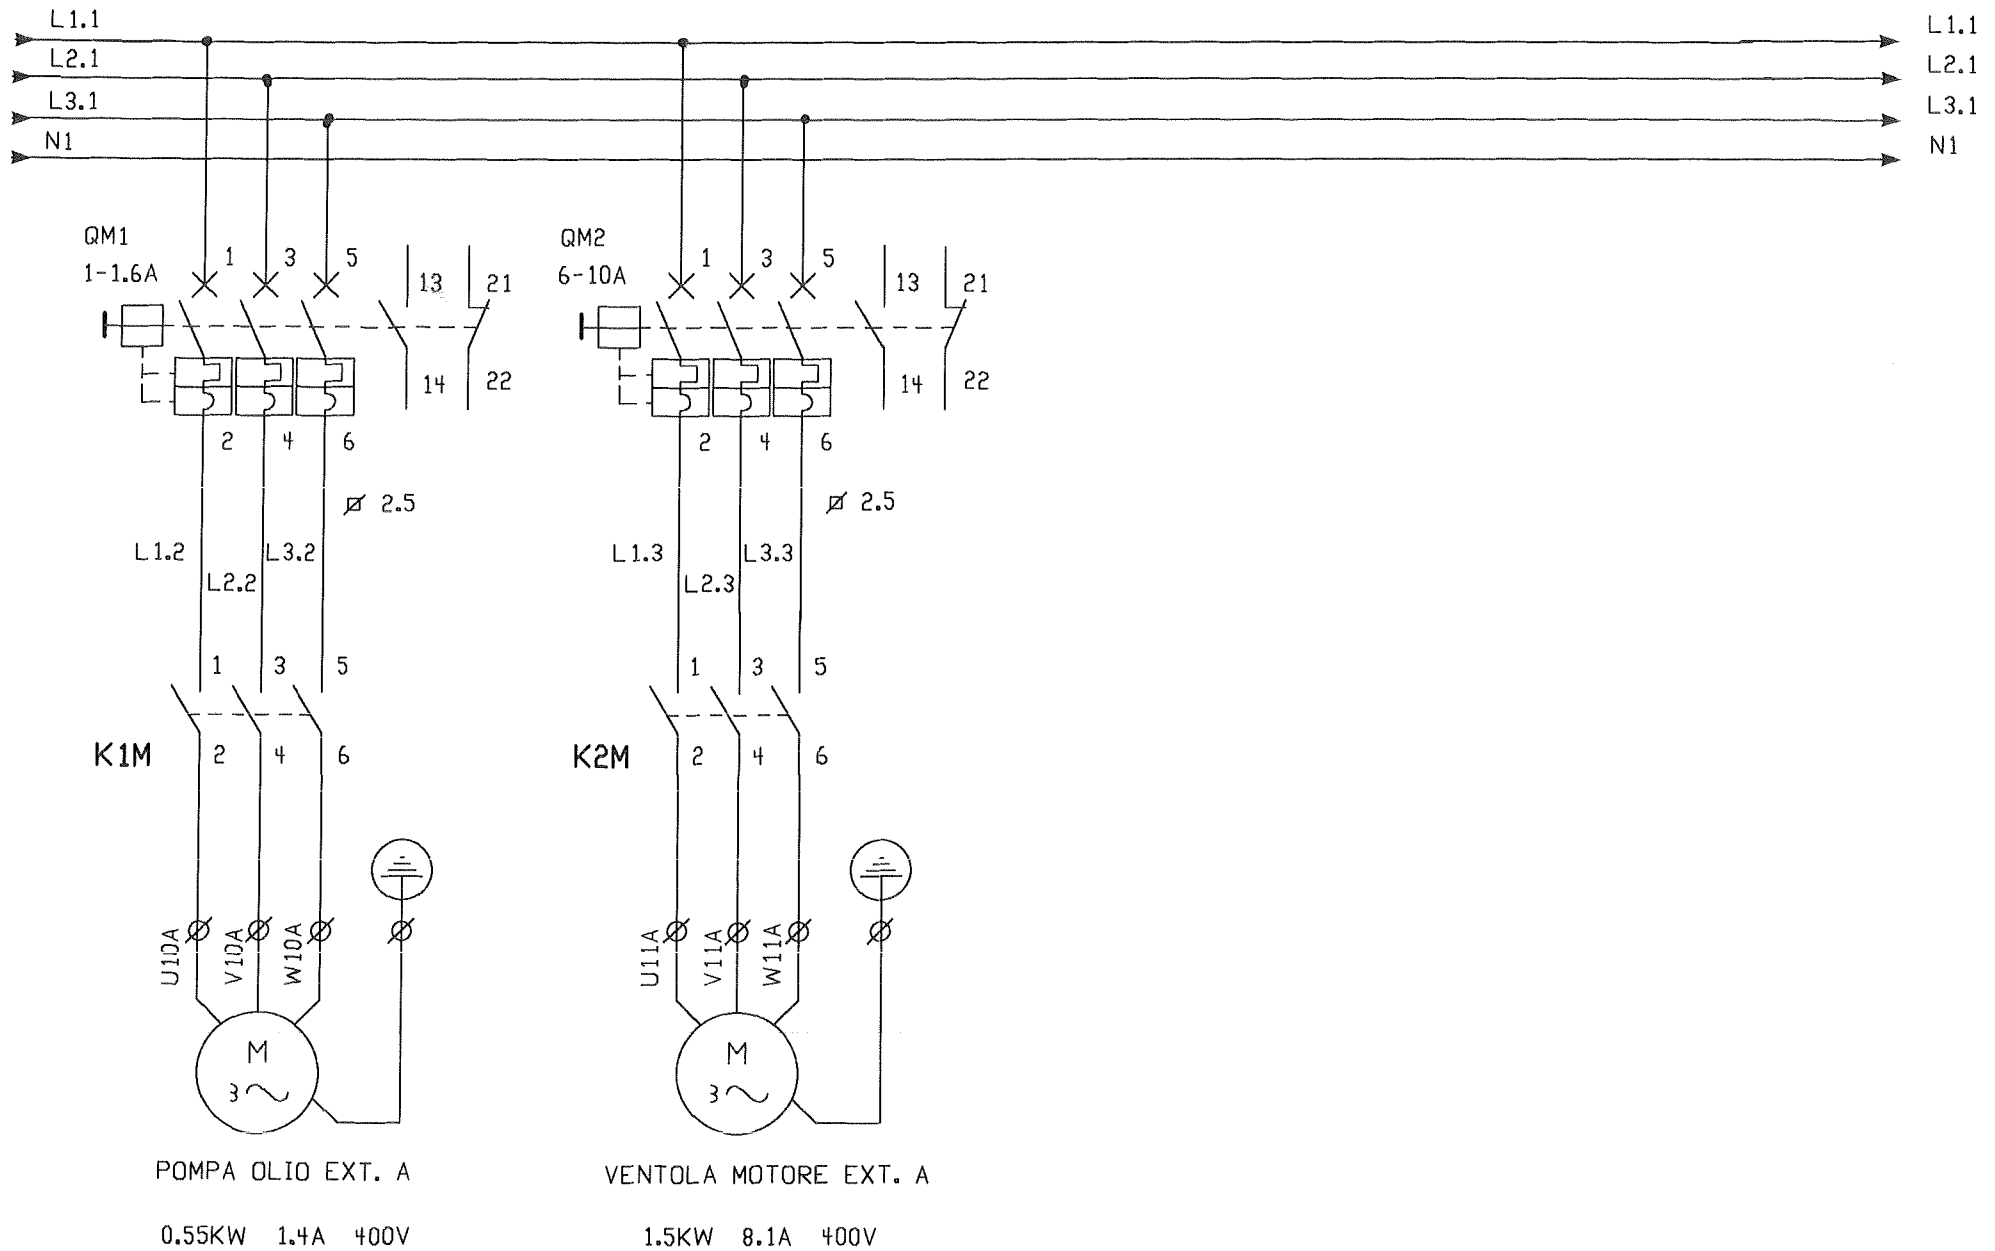 L1.1 L1.1
L2.1 L2.1
L3.1 L3.1
N1 N1
QM1 1 3 5 QM2 1 3 5
1-1.6A 13 21 6-10A 13 21
14 22 14 22
2 4 6 2 4 6
2.5 2.5
L1.2 L3.2 L1.3 L3.3
L2.2 L2.3
1 3 5 1 3 5
K1M 2 4 6 K2M 2 4 6
U10A V10A W10A U11A V11A W11A
M M
3~ 3~
POMPA OLIO EXT. A VENTOLA MOTORE EXT. A
0.55KW 1.4A 400V 1.5KW 8.1A 400V